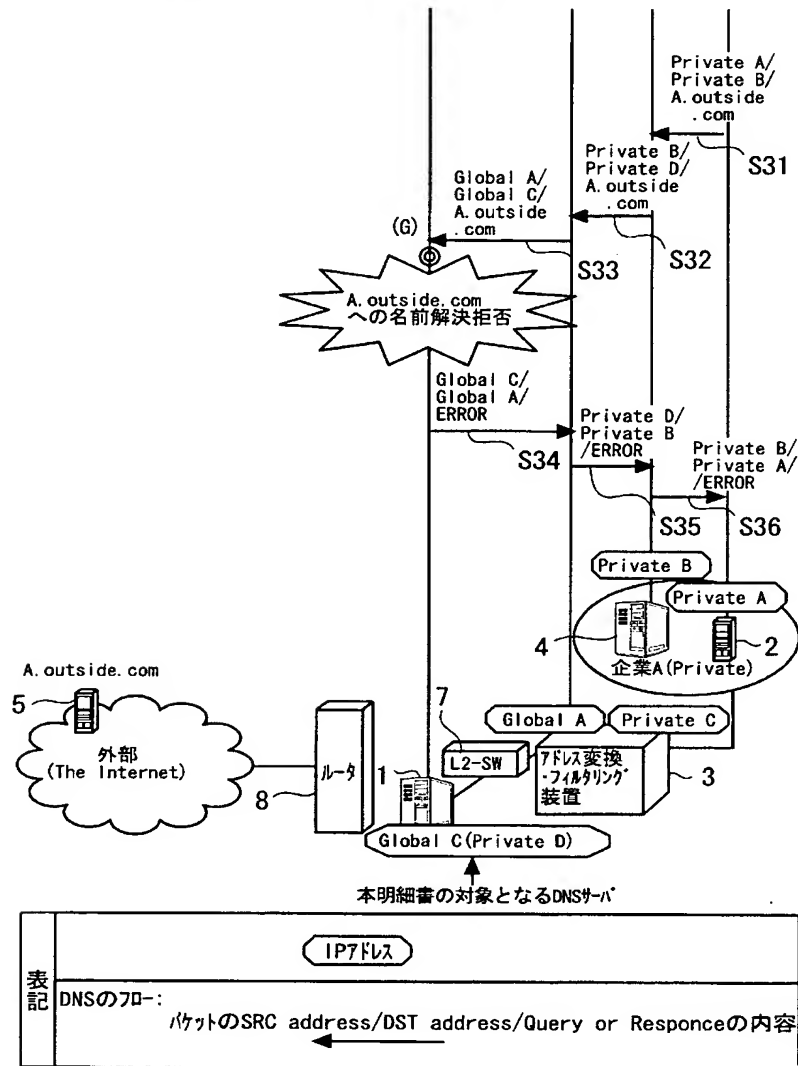 Private A/
Private B/
A.outside
.com
S31
Private B/
Private D/
A.outside
.com
S32
Global A/
Global C/
A.outside
.com
(G)
S33
A.outside.com
への名前解決拒否
Global C/
Global A/
ERROR
S34
Private D/
Private B
/ERROR
S35
Private B/
Private A/
/ERROR
S36
Private B
Private A
4
2
企業A(Private)
A.outside.com
5
外部
(The Internet)
ルータ
8
7
L2-SW
1
Global A
Private C
アドレス変換
・フィルタリング
装置
3
Global C(Private D)
本明細書の対象となるDNSサーバ
表記
IPアドレス
DNSのフロー:
パケットのSRC address/DST address/Query or Responceの内容